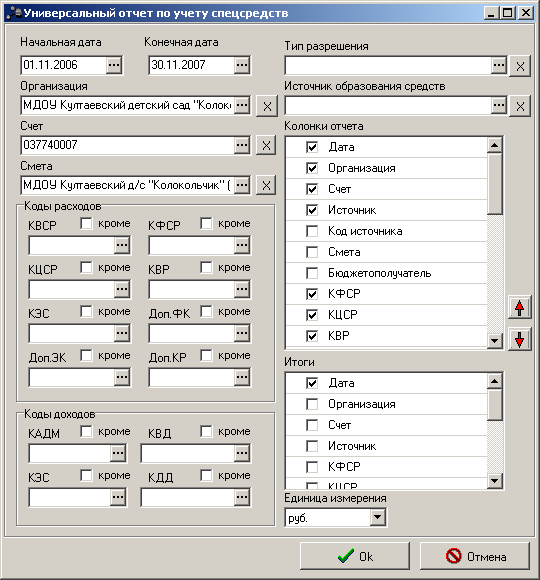 Универсальный отчет по учету спецсредств
Начальная дата
Конечная дата
01.11.2006
30.11.2007
Организация
МДОУ Култаевский детский сад "Колок
Счет
037740007
Смета
МДОУ Култаевский д/с "Колокольчик" (
Коды расходов
КВСР кроме
КФСР кроме
КЦСР кроме
КВР кроме
КЭС кроме
Доп.ФК кроме
Доп.ЭК кроме
Доп.КР кроме
Коды доходов
КАДМ кроме
КВД кроме
КЭС кроме
КДД кроме
Тип разрешения
Источник образования средств
Колонки отчета
Дата
Организация
Счет
Источник
Код источника
Смета
Бюджетополучатель
КФСР
КЦСР
КВР
Итоги
Дата
Организация
Счет
Источник
КФСР
КЦСР
Единица измерения
руб.
Ok
Отмена